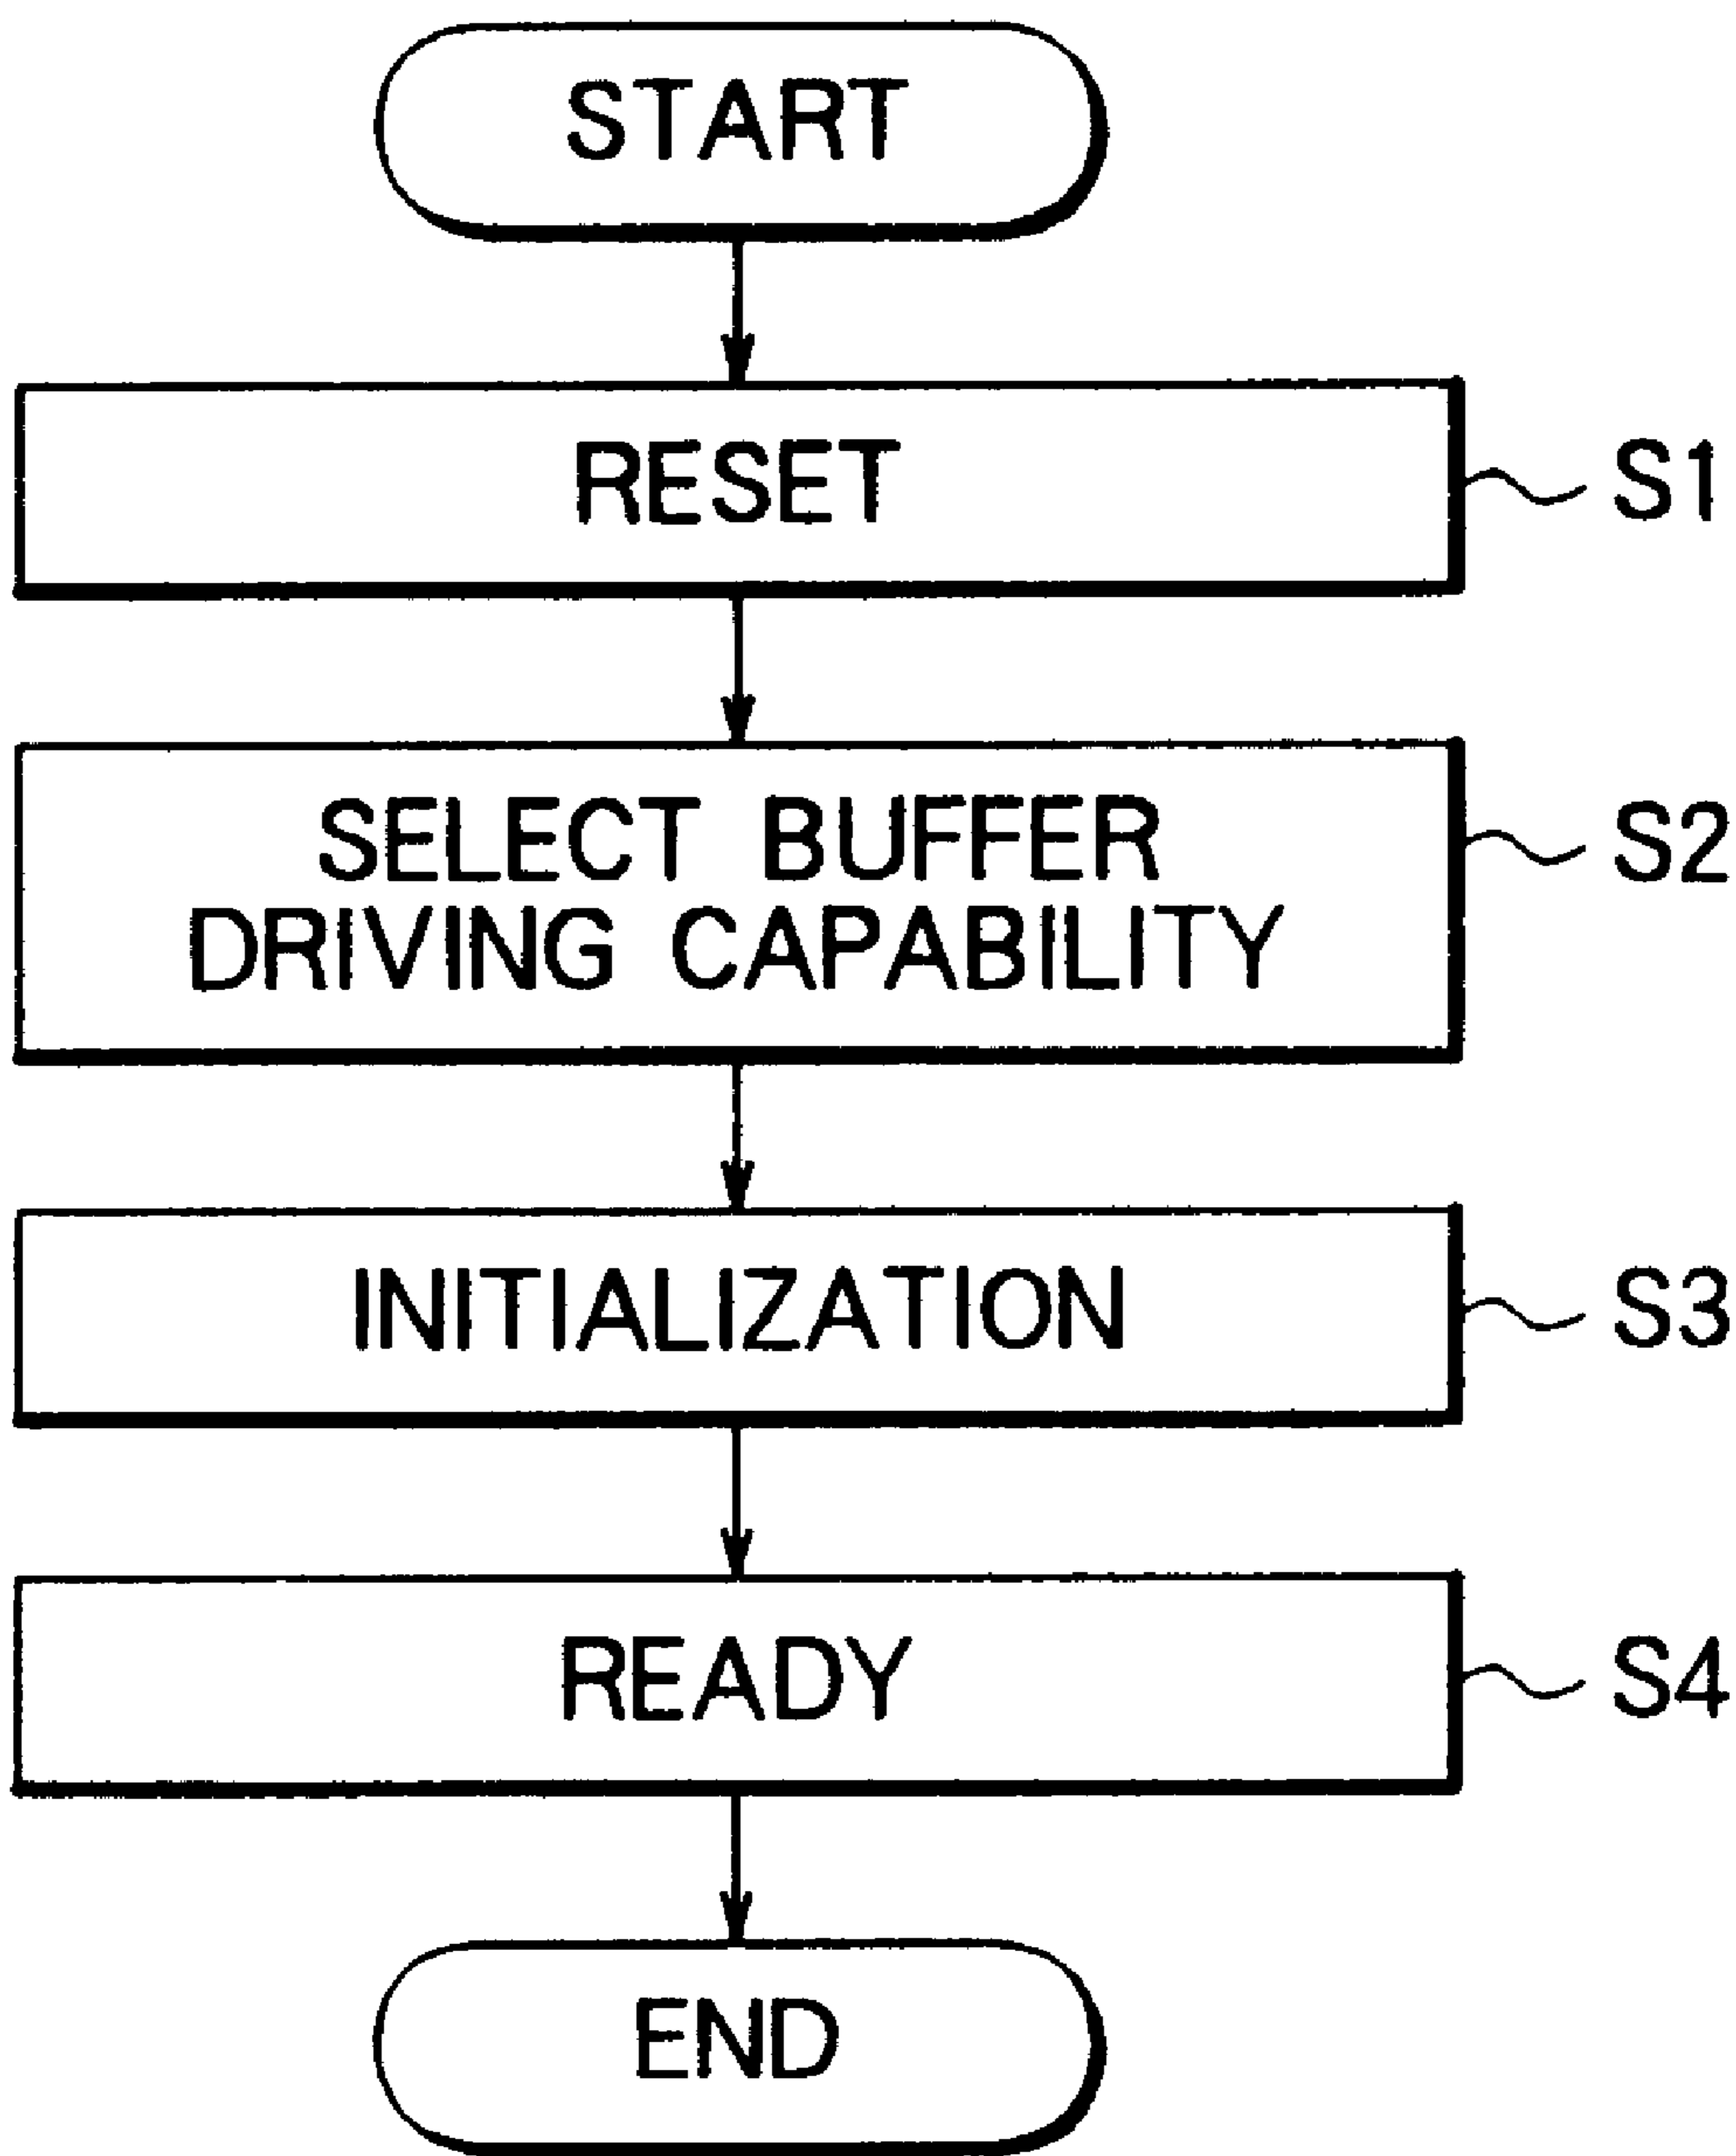 START
RESET
S1
SELECT BUFFER
DRIVING CAPABILITY
S2
INITIALIZATION
S3
READY
S4
END